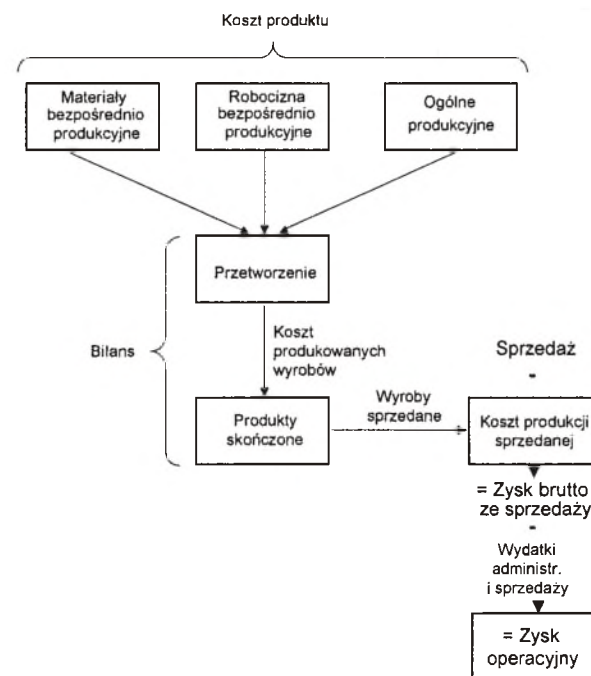 Koszt produktu
Materiały
bezpośrednio
produkcyjne
Robocizna
bezpośrednio
produkcyjne
Ogólne
produkcyjne
Przetworzenie
Bilans
Koszt
produkowanych
wyrobów
Sprzedaż
-
Produkty
skończone
Wyroby
sprzedane
Koszt produkcji
sprzedanej
= Zysk brutto
ze sprzedaży
-
Wydatki
administr.
i sprzedaży
= Zysk
operacyjny